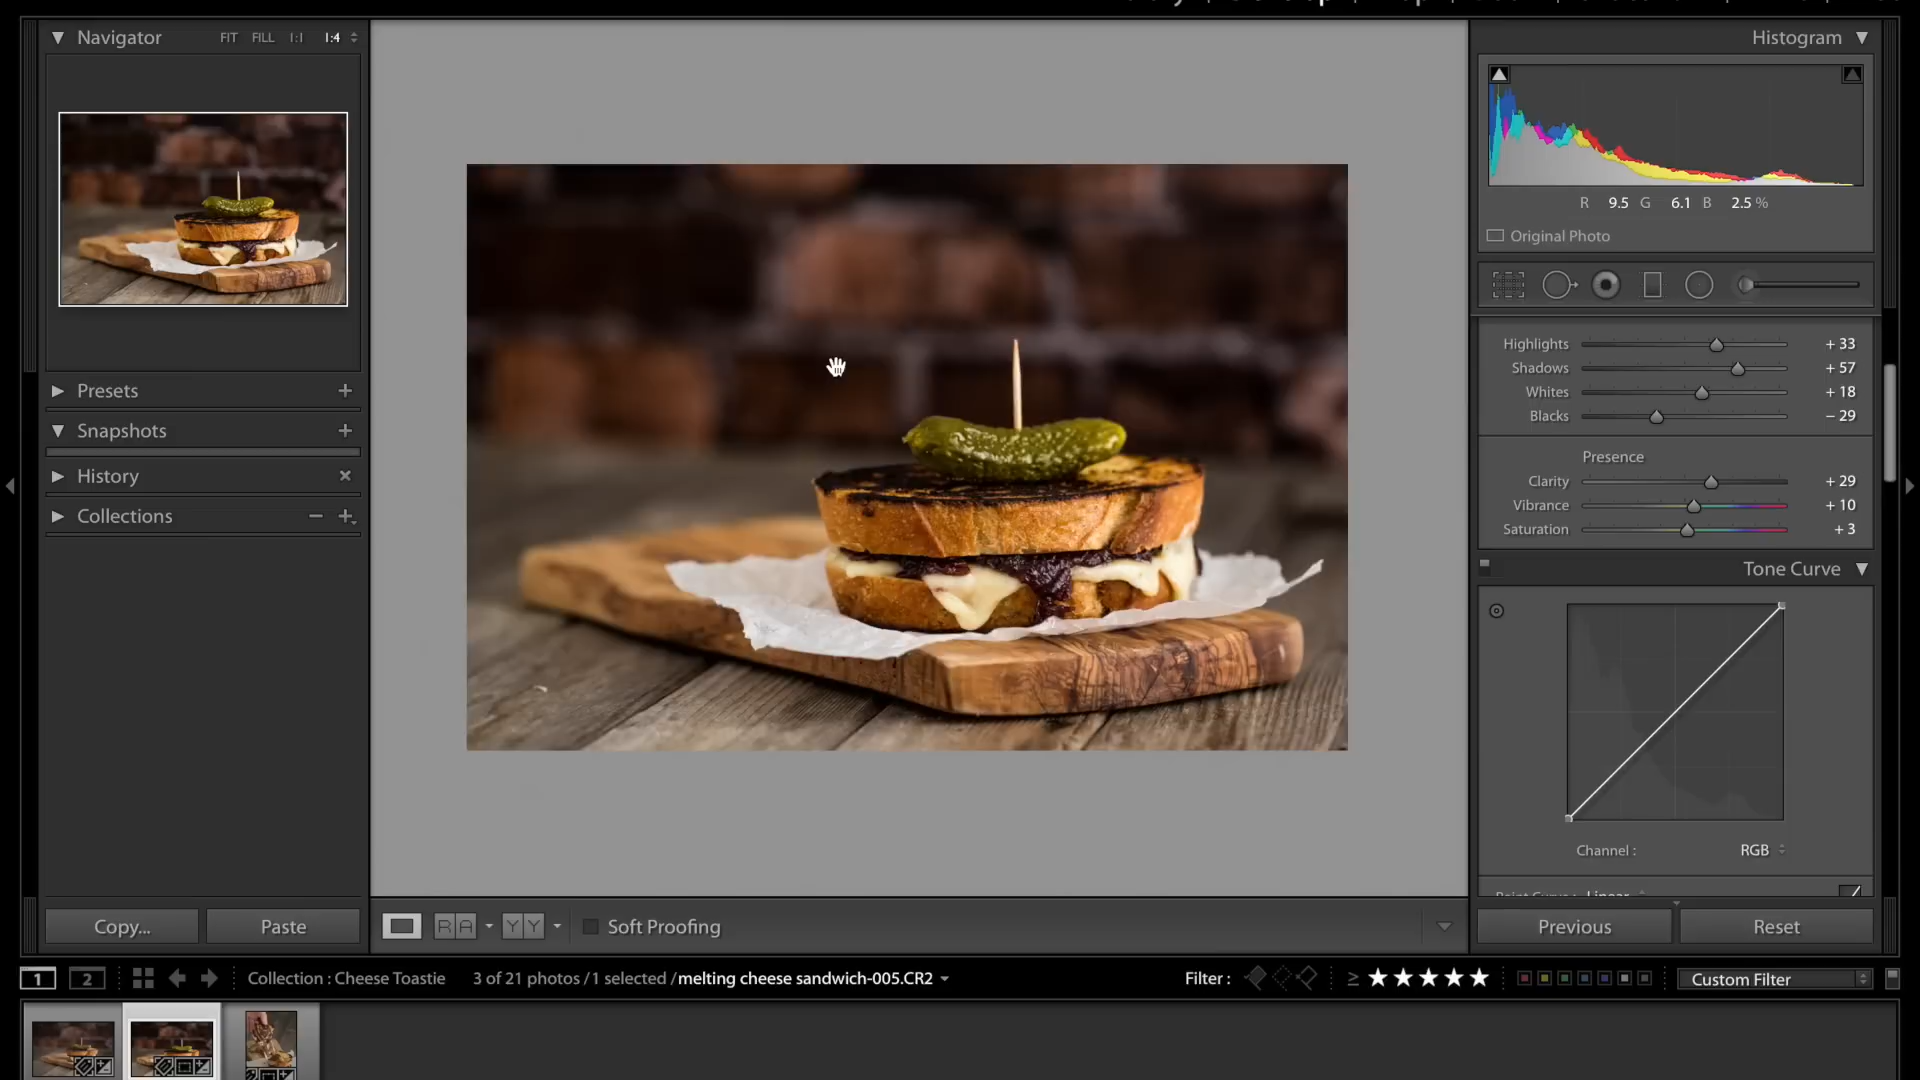 Navigator FIT FILL 1:1 1:4
Histogram
R 9.5 G 6.1 B 2.5 %
Original Photo
Presets
Snapshots
History
Collections
Highlights + 33
Shadows + 57
Whites + 18
Blacks − 29
Presence
Clarity + 29
Vibrance + 10
Saturation + 3
Tone Curve
Channel : RGB
Copy... Paste
R A Y Y Soft Proofing
Previous Reset
1 2 Collection : Cheese Toastie 3 of 21 photos /1 selected /melting cheese sandwich-005.CR2 Filter : ≥ ★★★★★ Custom Filter